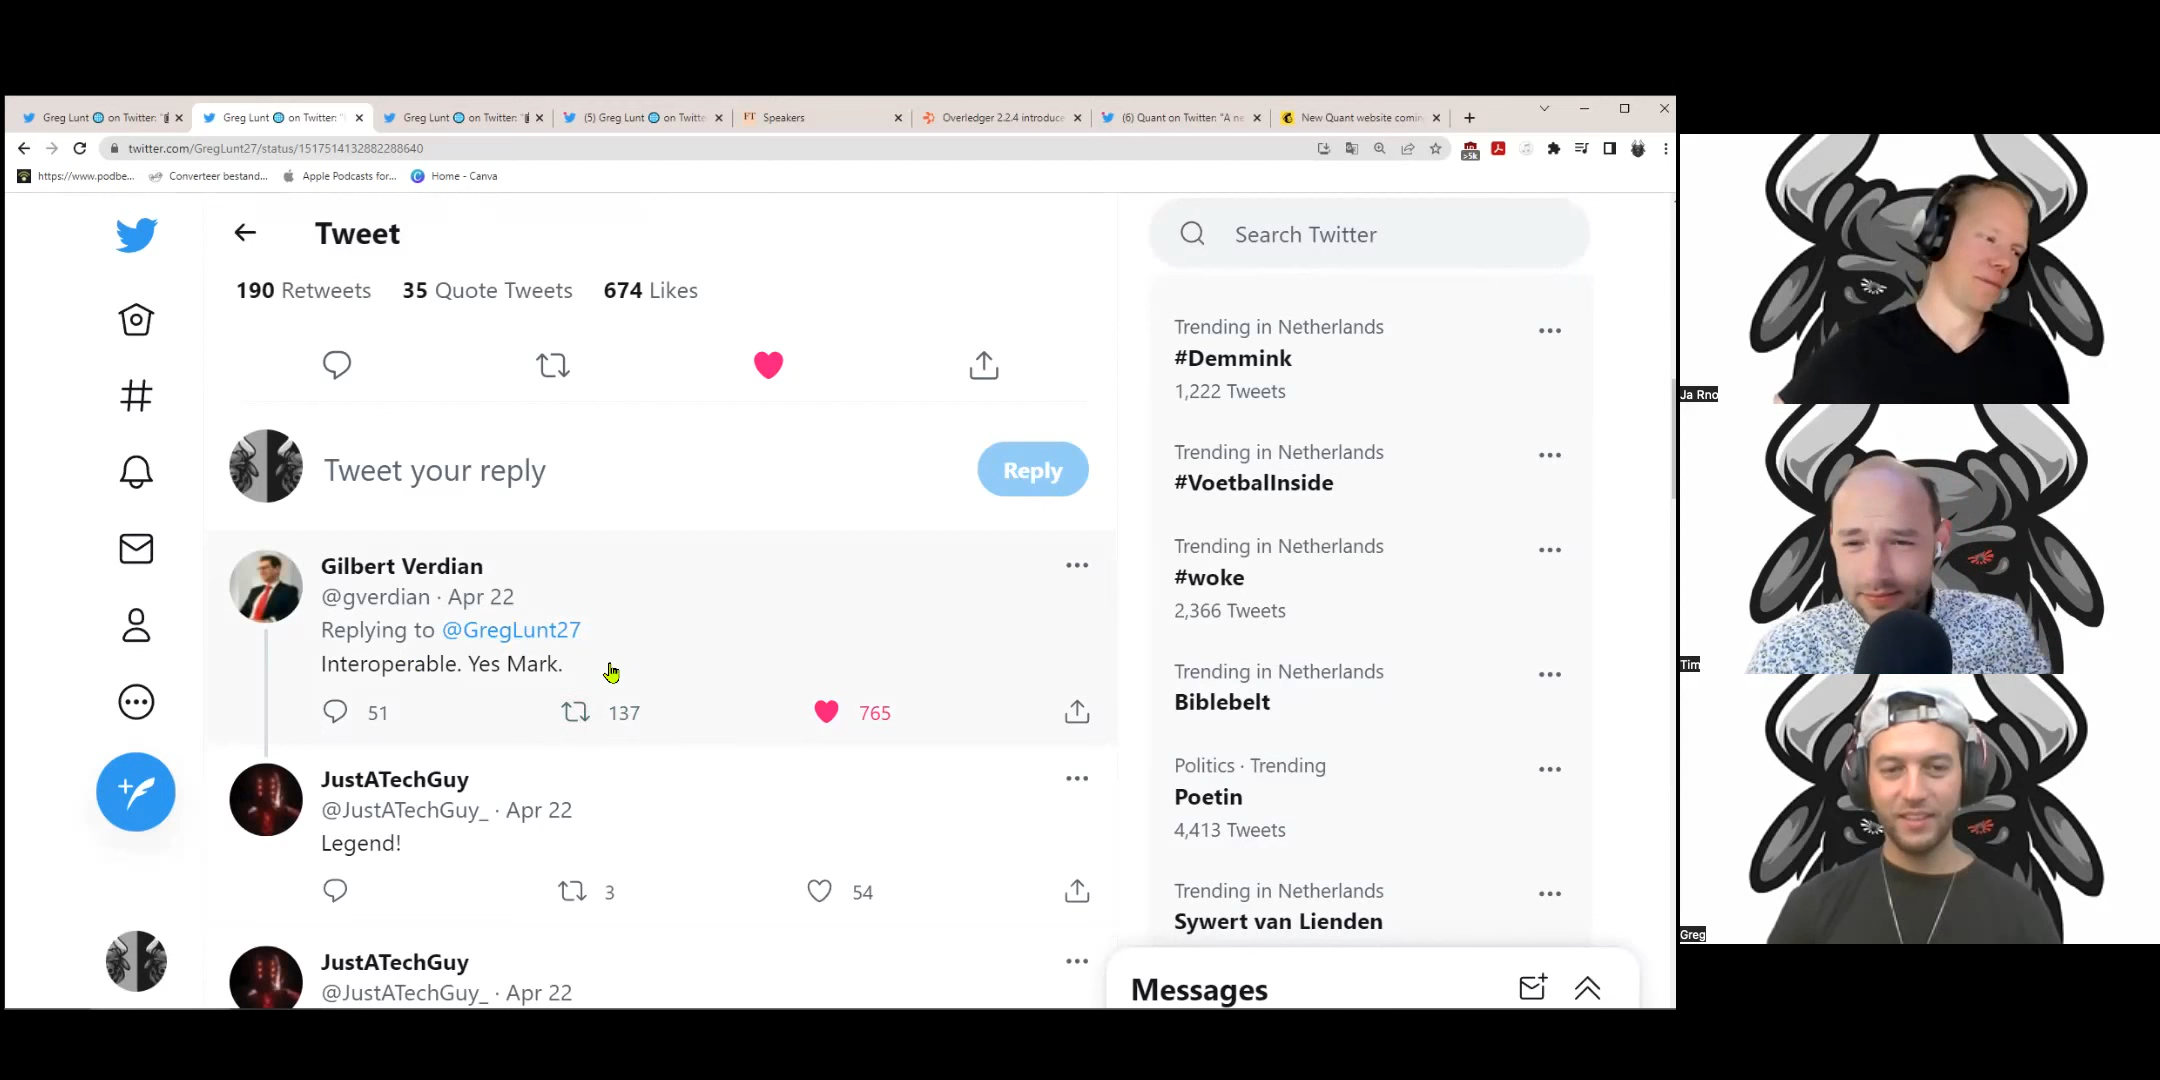 Greg Lunt on Twitter: "
Greg Lunt on Twitter: "
Greg Lunt on Twitter: "
(5) Greg Lunt on Twitte
FT Speakers
Overledger 2.2.4 introduce
(6) Quant on Twitter: "A ne
New Quant website comin
twitter.com/GregLunt27/status/1517514132882288640
>5k
https://www.podbe...
Converteer bestand...
Apple Podcasts for...
Home - Canva
Tweet
190 Retweets 35 Quote Tweets 674 Likes
Tweet your reply
Reply
Gilbert Verdian
@gverdian · Apr 22
Replying to @GregLunt27
Interoperable. Yes Mark.
51 137 765
JustATechGuy
@JustATechGuy_ · Apr 22
Legend!
3 54
JustATechGuy
@JustATechGuy_ · Apr 22
Search Twitter
Trending in Netherlands
#Demmink
1,222 Tweets
Trending in Netherlands
#VoetbalInside
Trending in Netherlands
#woke
2,366 Tweets
Trending in Netherlands
Biblebelt
Politics · Trending
Poetin
4,413 Tweets
Trending in Netherlands
Sywert van Lienden
Messages
Ja Rno
Tim
Greg